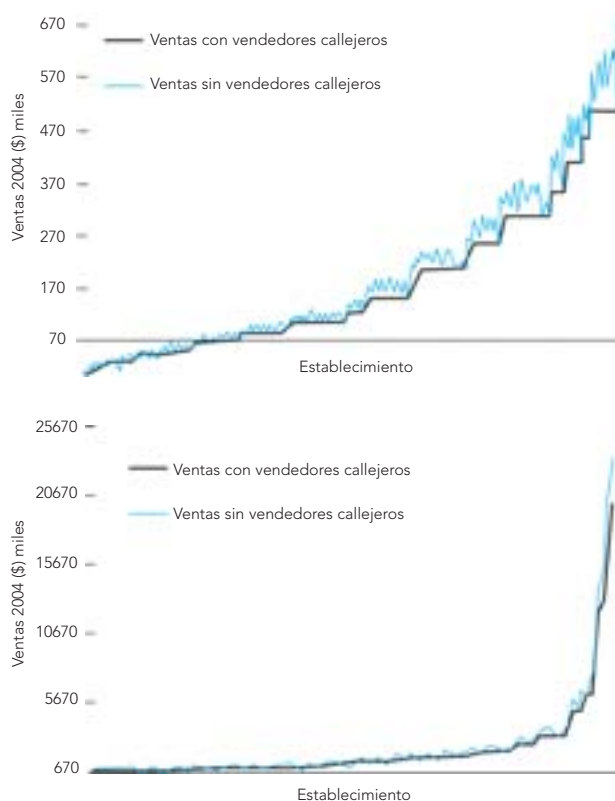 670
Ventas con vendedores callejeros
570
Ventas sin vendedores callejeros
470
370
270
170
70
Ventas 2004 ($) miles
Establecimiento
25670
Ventas con vendedores callejeros
20670
Ventas sin vendedores callejeros
15670
10670
5670
670
Ventas 2004 ($) miles
Establecimiento